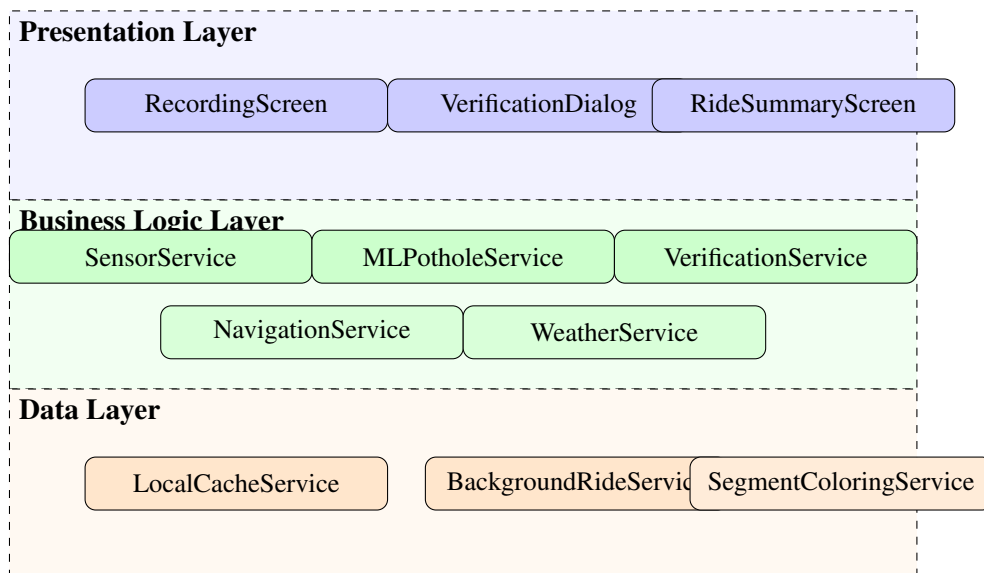 Presentation Layer
RecordingScreen
VerificationDialog
RideSummaryScreen
Business Logic Layer
SensorService
MLPotholeService
VerificationService
NavigationService
WeatherService
Data Layer
LocalCacheService
BackgroundRideServic
SegmentColoringService